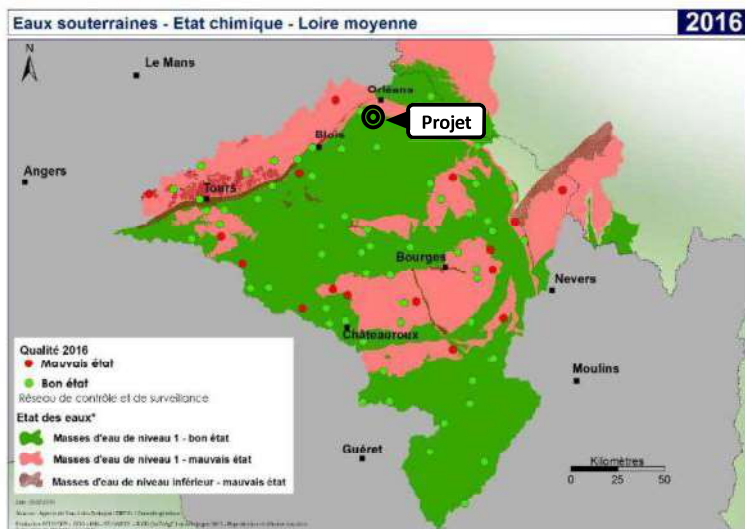 Eaux souterraines - Etat chimique - Loire moyenne
2016
N
Le Mans
Orléans
Projet
Blois
Angers
Tours
Bourges
Nevers
Châteauroux
Moulins
Guéret
Qualité 2016
Mauvais état
Bon état
Réseau de contrôle et de surveillance
Etat des eaux*
Masses d'eau de niveau 1 - bon état
Masses d'eau de niveau 1 - mauvais état
Masses d'eau de niveau inférieur - mauvais état
Kilomètres
0 25 50